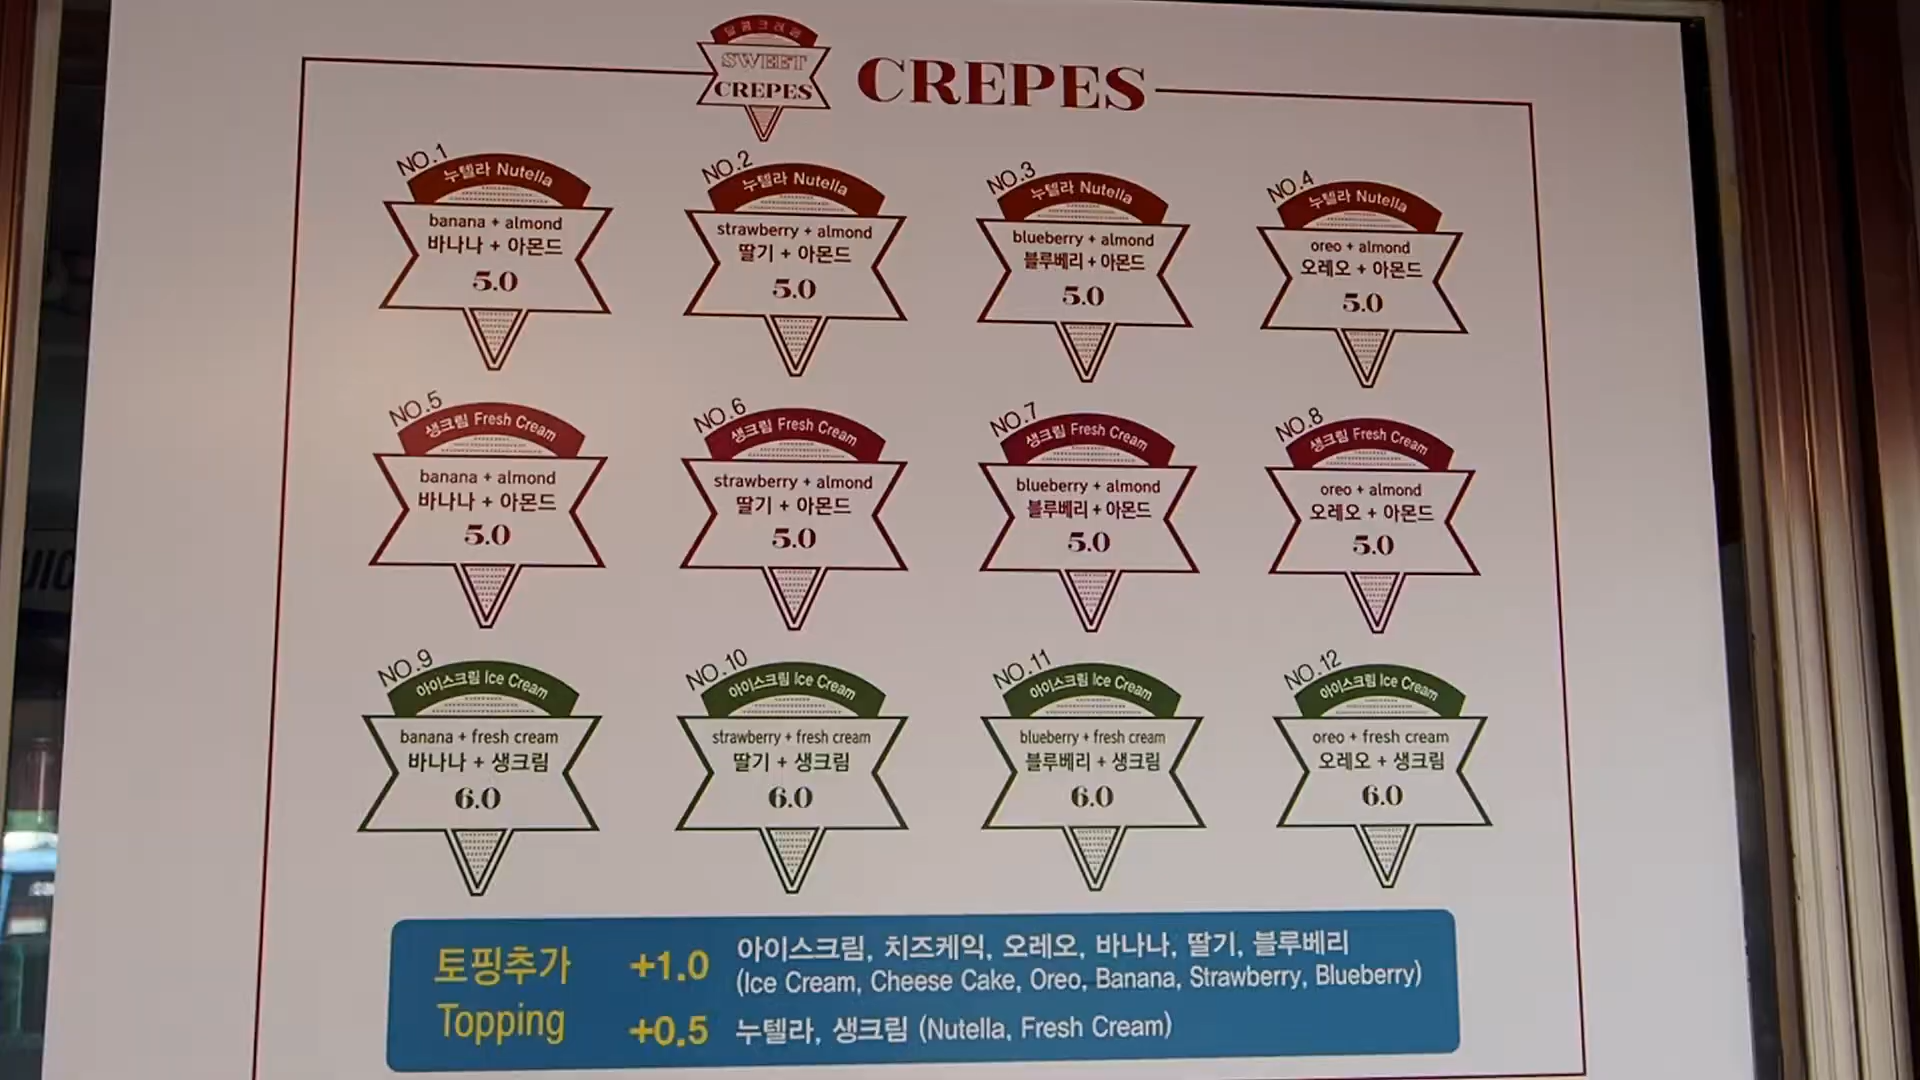 달콤크레페
SWEET
CREPES
CREPES
NO.1
누텔라 Nutella
banana + almond
바나나 + 아몬드
5.0
NO.2
누텔라 Nutella
strawberry + almond
딸기 + 아몬드
5.0
NO.3
누텔라 Nutella
blueberry + almond
블루베리 + 아몬드
5.0
NO.4
누텔라 Nutella
oreo + almond
오레오 + 아몬드
5.0
NO.5
생크림 Fresh Cream
banana + almond
바나나 + 아몬드
5.0
NO.6
생크림 Fresh Cream
strawberry + almond
딸기 + 아몬드
5.0
NO.7
생크림 Fresh Cream
blueberry + almond
블루베리 + 아몬드
5.0
NO.8
생크림 Fresh Cream
oreo + almond
오레오 + 아몬드
5.0
NO.9
아이스크림 Ice Cream
banana + fresh cream
바나나 + 생크림
6.0
NO.10
아이스크림 Ice Cream
strawberry + fresh cream
딸기 + 생크림
6.0
NO.11
아이스크림 Ice Cream
blueberry + fresh cream
블루베리 + 생크림
6.0
NO.12
아이스크림 Ice Cream
oreo + fresh cream
오레오 + 생크림
6.0
토핑추가
Topping
+1.0
아이스크림, 치즈케익, 오레오, 바나나, 딸기, 블루베리
(Ice Cream, Cheese Cake, Oreo, Banana, Strawberry, Blueberry)
+0.5 누텔라, 생크림 (Nutella, Fresh Cream)